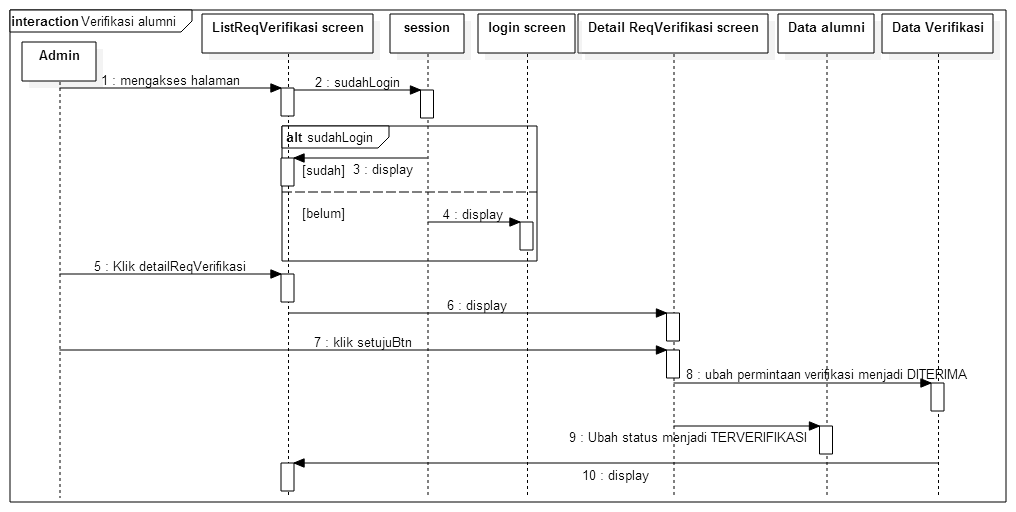 interaction Verifikasi alumni
Admin
ListReqVerifikasi screen
session
login screen
Detail ReqVerifikasi screen
Data alumni
Data Verifikasi
1 : mengakses halaman
2 : sudahLogin
alt sudahLogin
[sudah]
3 : display
[belum]
4 : display
5 : Klik detailReqVerifikasi
6 : display
7 : klik setujuBtn
8 : ubah permintaan verifikasi menjadi DITERIMA
9 : Ubah status menjadi TERVERIFIKASI
10 : display